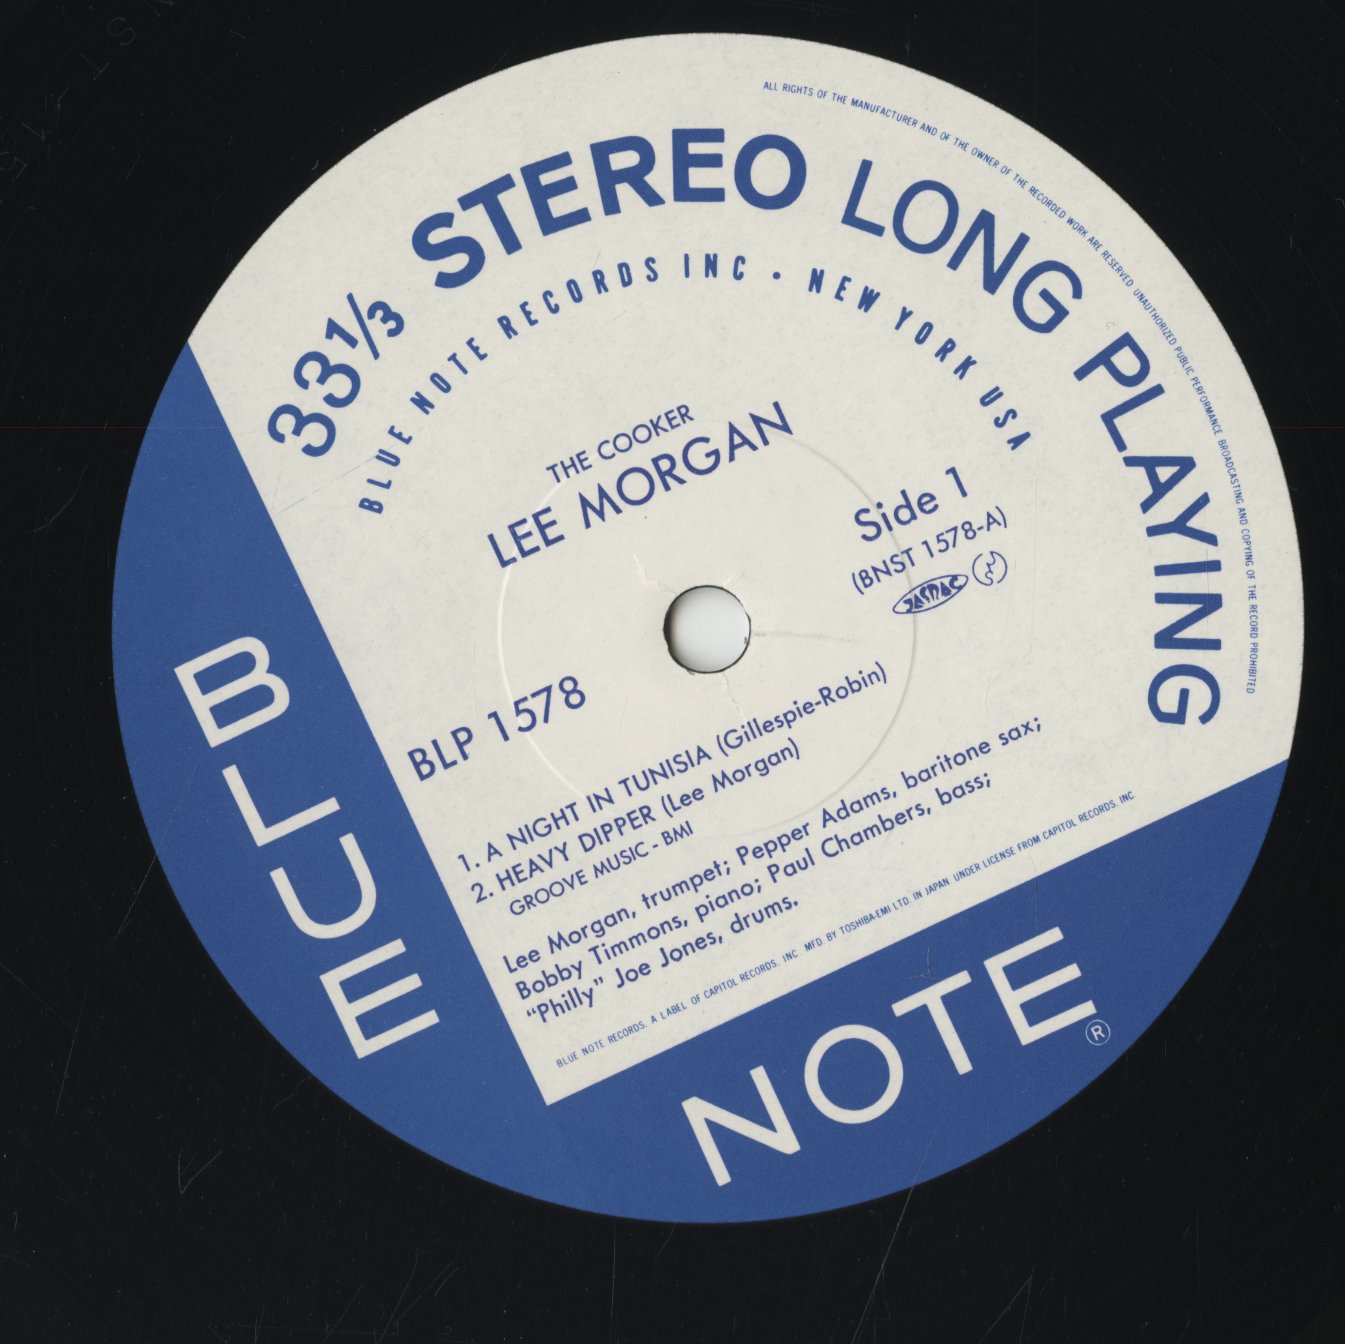 ALL RIGHTS OF THE MANUFACTURER AND OF THE OWNER OF THE RECORDED WORK ARE RESERVED. UNAUTHORIZED PUBLIC PERFORMANCE BROADCASTING AND COPYING OF THE RECORD PROHIBITED
33⅓ STEREO LONG PLAYING
BLUE NOTE RECORDS INC · NEW YORK USA
THE COOKER
LEE MORGAN
Side 1
(BNST 1578-A)
JASRAC
BLP 1578
1. A NIGHT IN TUNISIA (Gillespie-Robin)
2. HEAVY DIPPER (Lee Morgan)
GROOVE MUSIC - BMI
Lee Morgan, trumpet; Pepper Adams, baritone sax;
Bobby Timmons, piano; Paul Chambers, bass;
“Philly” Joe Jones, drums.
BLUE NOTE RECORDS. A LABEL OF CAPITOL RECORDS, INC. MFD BY TOSHIBA-EMI LTD. IN JAPAN UNDER LICENSE FROM CAPITOL RECORDS, INC
BLUE
NOTE®